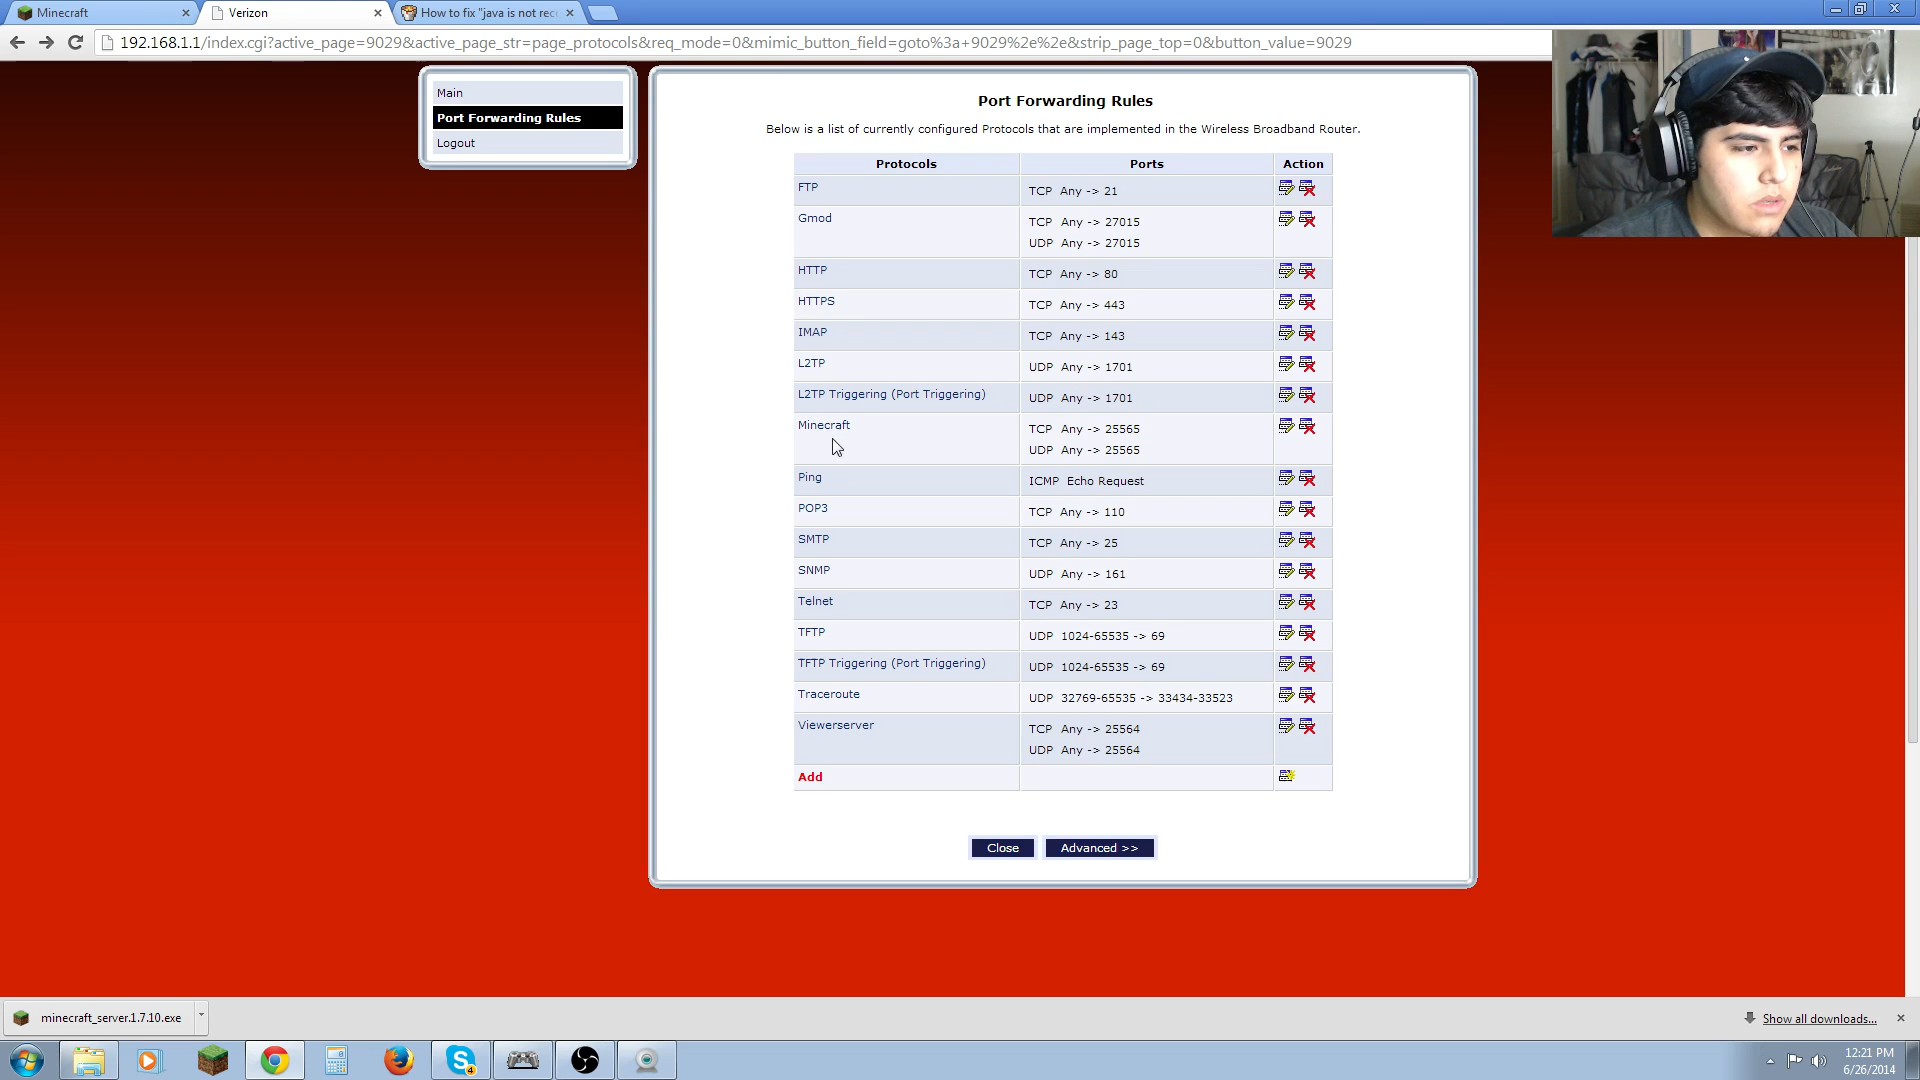 Minecraft
Verizon
How to fix "java is not rec
192.168.1.1/index.cgi?active_page=9029&active_page_str=page_protocols&req_mode=0&mimic_button_field=goto%3a+9029%2e%2e&strip_page_top=0&button_value=9029
Main
Port Forwarding Rules
Logout
Port Forwarding Rules
Below is a list of currently configured Protocols that are implemented in the Wireless Broadband Router.
Protocols Ports Action
FTP TCP Any -> 21
Gmod TCP Any -> 27015
UDP Any -> 27015
HTTP TCP Any -> 80
HTTPS TCP Any -> 443
IMAP TCP Any -> 143
L2TP UDP Any -> 1701
L2TP Triggering (Port Triggering) UDP Any -> 1701
Minecraft TCP Any -> 25565
UDP Any -> 25565
Ping ICMP Echo Request
POP3 TCP Any -> 110
SMTP TCP Any -> 25
SNMP UDP Any -> 161
Telnet TCP Any -> 23
TFTP UDP 1024-65535 -> 69
TFTP Triggering (Port Triggering) UDP 1024-65535 -> 69
Traceroute UDP 32769-65535 -> 33434-33523
Viewerserver TCP Any -> 25564
UDP Any -> 25564
Add
Close Advanced >>
minecraft_server.1.7.10.exe
Show all downloads...
4
12:21 PM
6/26/2014